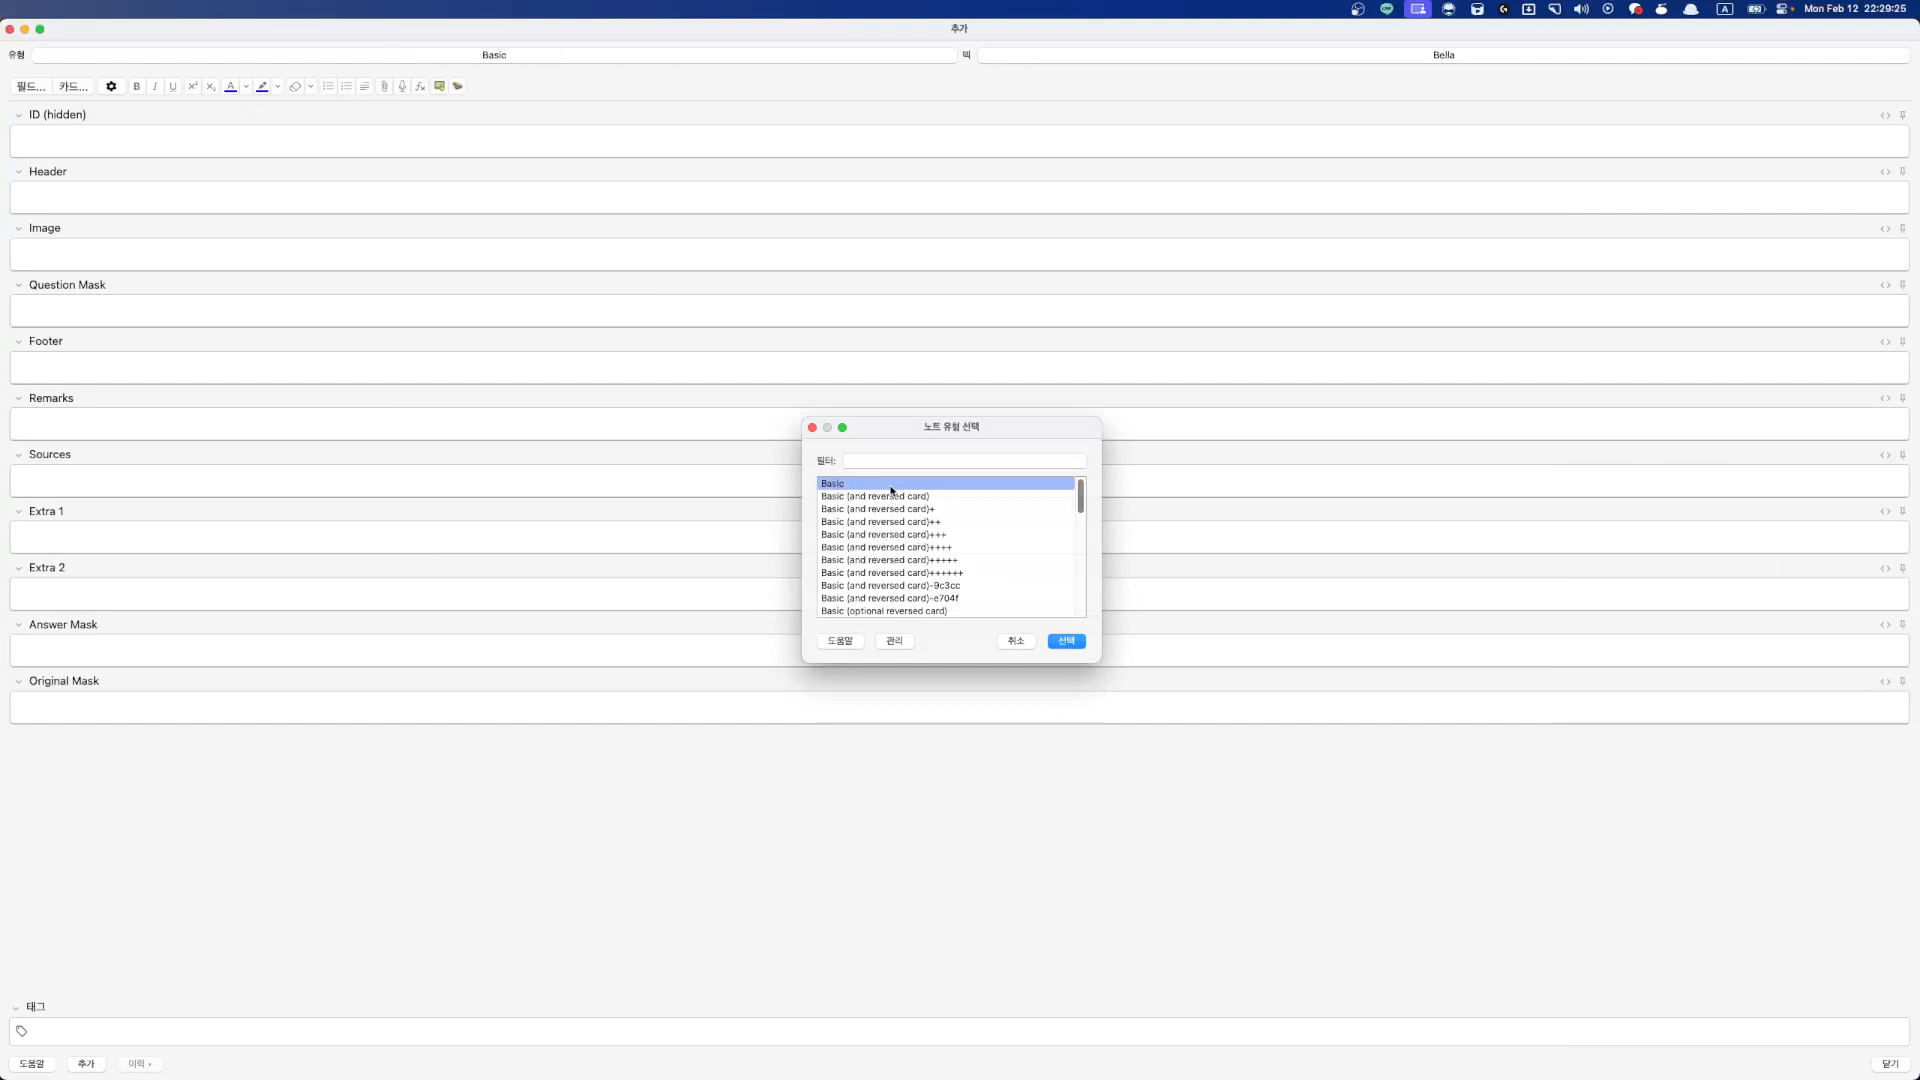 Mon Feb 12 22:29:25
추가
유형 Basic 덱 Bella
필드... 카드... B I U X² X₂ A fx
ID (hidden)
Header
Image
Question Mask
Footer
Remarks
Sources
Extra 1
Extra 2
Answer Mask
Original Mask
노트 유형 선택
필터:
Basic
Basic (and reversed card)
Basic (and reversed card)+
Basic (and reversed card)++
Basic (and reversed card)+++
Basic (and reversed card)++++
Basic (and reversed card)+++++
Basic (and reversed card)++++++
Basic (and reversed card)-9c3cc
Basic (and reversed card)-e704f
Basic (optional reversed card)
도움말 관리 취소 선택
태그
도움말 추가 이력 닫기